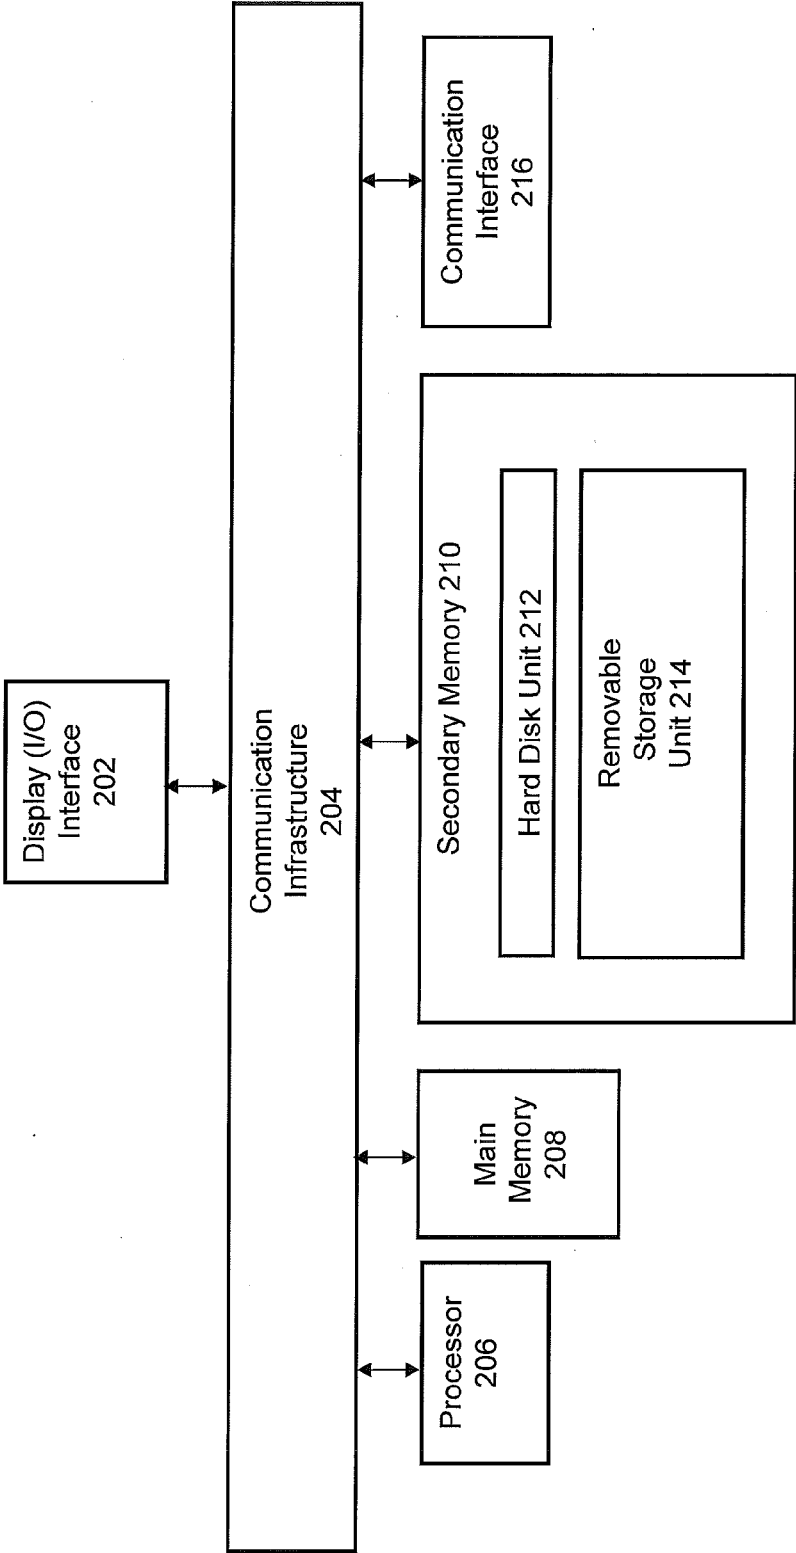 Display (I/O)
Interface
202
Communication
Infrastructure
204
Processor
206
Main
Memory
208
Secondary Memory 210
Hard Disk Unit 212
Removable
Storage
Unit 214
Communication
Interface
216